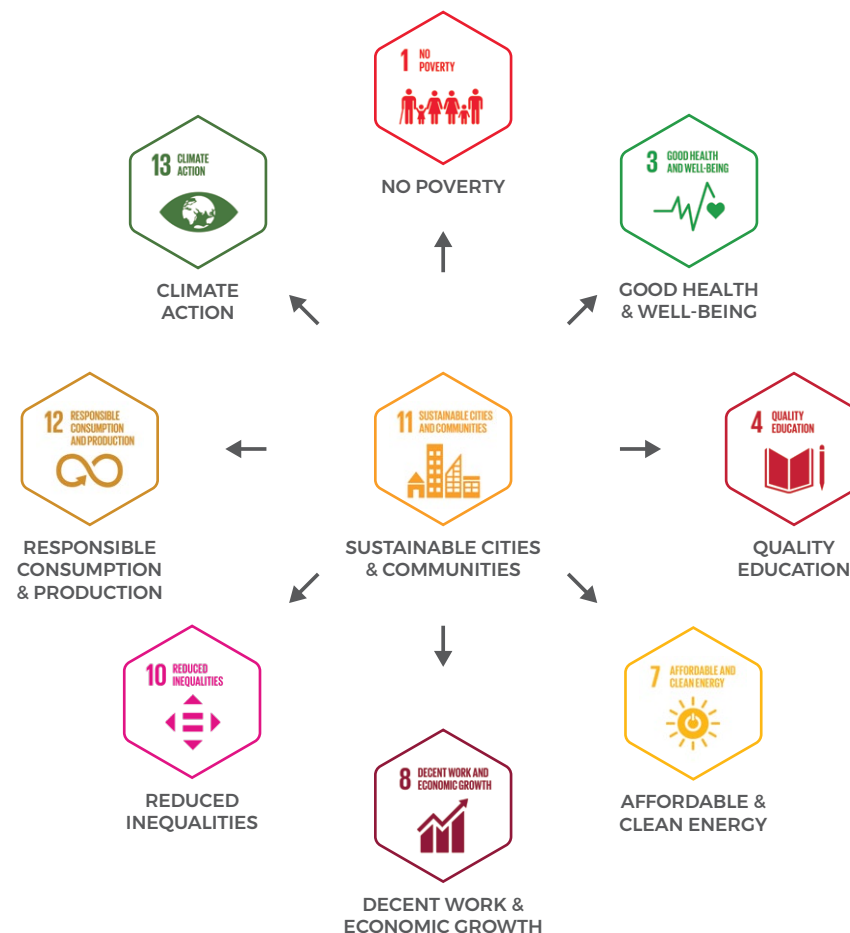 1 NO
POVERTY
NO POVERTY
13 CLIMATE
ACTION
CLIMATE
ACTION
3 GOOD HEALTH
AND WELL-BEING
GOOD HEALTH
& WELL-BEING
12 RESPONSIBLE
CONSUMPTION
AND PRODUCTION
RESPONSIBLE
CONSUMPTION
& PRODUCTION
11 SUSTAINABLE CITIES
AND COMMUNITIES
SUSTAINABLE CITIES
& COMMUNITIES
4 QUALITY
EDUCATION
QUALITY
EDUCATION
10 REDUCED
INEQUALITIES
REDUCED
INEQUALITIES
8 DECENT WORK AND
ECONOMIC GROWTH
DECENT WORK &
ECONOMIC GROWTH
7 AFFORDABLE AND
CLEAN ENERGY
AFFORDABLE &
CLEAN ENERGY